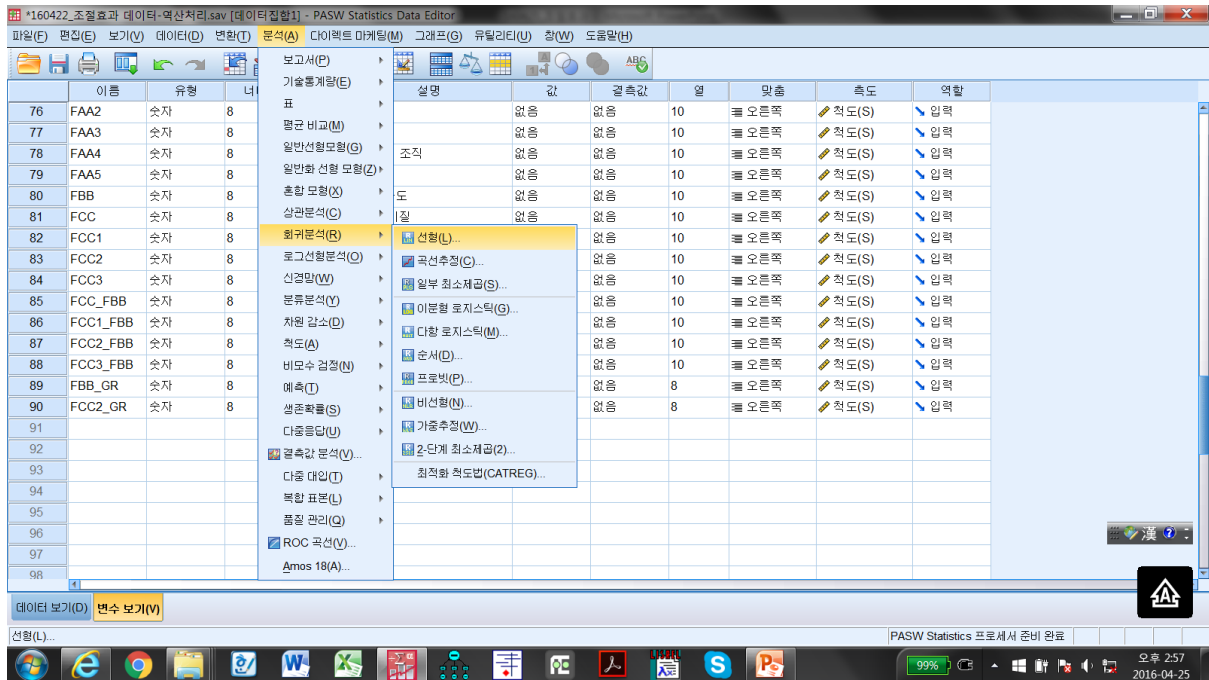 *160422_조절효과 데이터-역산처리.sav [데이터집합1] - PASW Statistics Data Editor
파일(F) 편집(E) 보기(V) 데이터(D) 변환(T) 분석(A) 다이렉트 마케팅(M) 그래프(G) 유틸리티(U) 창(W) 도움말(H)
이름 유형 설명 값 결측값 열 맞춤 측도 역할
76 FAA2 숫자 8 없음 없음 10 오른쪽 척도(S) 입력
77 FAA3 숫자 8 없음 없음 10 오른쪽 척도(S) 입력
78 FAA4 숫자 8 조직 없음 없음 10 오른쪽 척도(S) 입력
79 FAA5 숫자 8 없음 없음 10 오른쪽 척도(S) 입력
80 FBB 숫자 8 도 없음 없음 10 오른쪽 척도(S) 입력
81 FCC 숫자 8 질 없음 없음 10 오른쪽 척도(S) 입력
82 FCC1 숫자 8 없음 10 오른쪽 척도(S) 입력
83 FCC2 숫자 8 없음 10 오른쪽 척도(S) 입력
84 FCC3 숫자 8 없음 10 오른쪽 척도(S) 입력
85 FCC_FBB 숫자 8 없음 10 오른쪽 척도(S) 입력
86 FCC1_FBB 숫자 8 없음 10 오른쪽 척도(S) 입력
87 FCC2_FBB 숫자 8 없음 10 오른쪽 척도(S) 입력
88 FCC3_FBB 숫자 8 없음 10 오른쪽 척도(S) 입력
89 FBB_GR 숫자 8 없음 8 오른쪽 척도(S) 입력
90 FCC2_GR 숫자 8 없음 8 오른쪽 척도(S) 입력
91
92
93
94
95
96
97
98
보고서(P)
기술통계량(E)
표
평균 비교(M)
일반선형모형(G)
일반화 선형 모형(Z)
혼합 모형(X)
상관분석(C)
회귀분석(R)
로그선형분석(O)
신경망(W)
분류분석(Y)
차원 감소(D)
척도(A)
비모수 검정(N)
예측(T)
생존확률(S)
다중응답(U)
결측값 분석(V)...
다중 대입(T)
복합 표본(L)
품질 관리(Q)
ROC 곡선(V)...
Amos 18(A)...
선형(L)...
곡선추정(C)...
일부 최소제곱(S)...
이분형 로지스틱(G)...
다항 로지스틱(M)...
순서(D)...
프로빗(P)...
비선형(N)...
가중추정(W)...
2-단계 최소제곱(2)...
최적화 척도법(CATREG)...
漢
데이터 보기(D) 변수 보기(V)
선형(L)... PASW Statistics 프로세서 준비 완료
99% 오후 2:57
2016-04-25